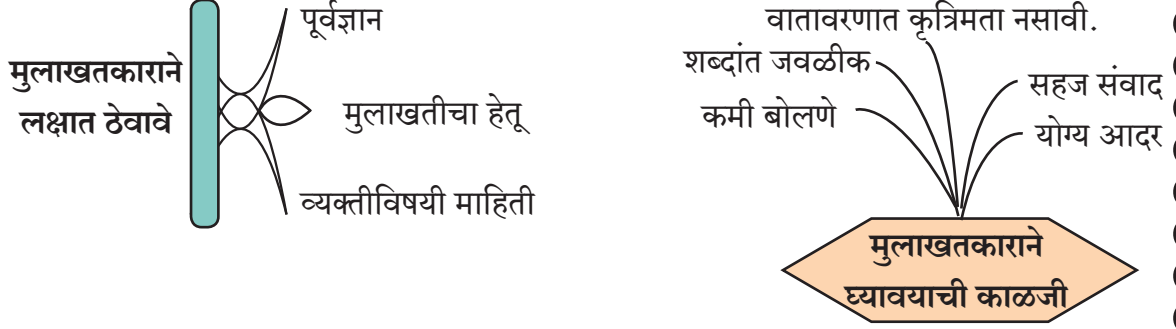 पूर्वज्ञान
मुलाखतकाराने
लक्षात ठेवावे
मुलाखतीचा हेतू
व्यक्तीविषयी माहिती
वातावरणात कृत्रिमता नसावी.
शब्दांत जवळीक
सहज संवाद
कमी बोलणे
योग्य आदर
मुलाखतकाराने
घ्यावयाची काळजी